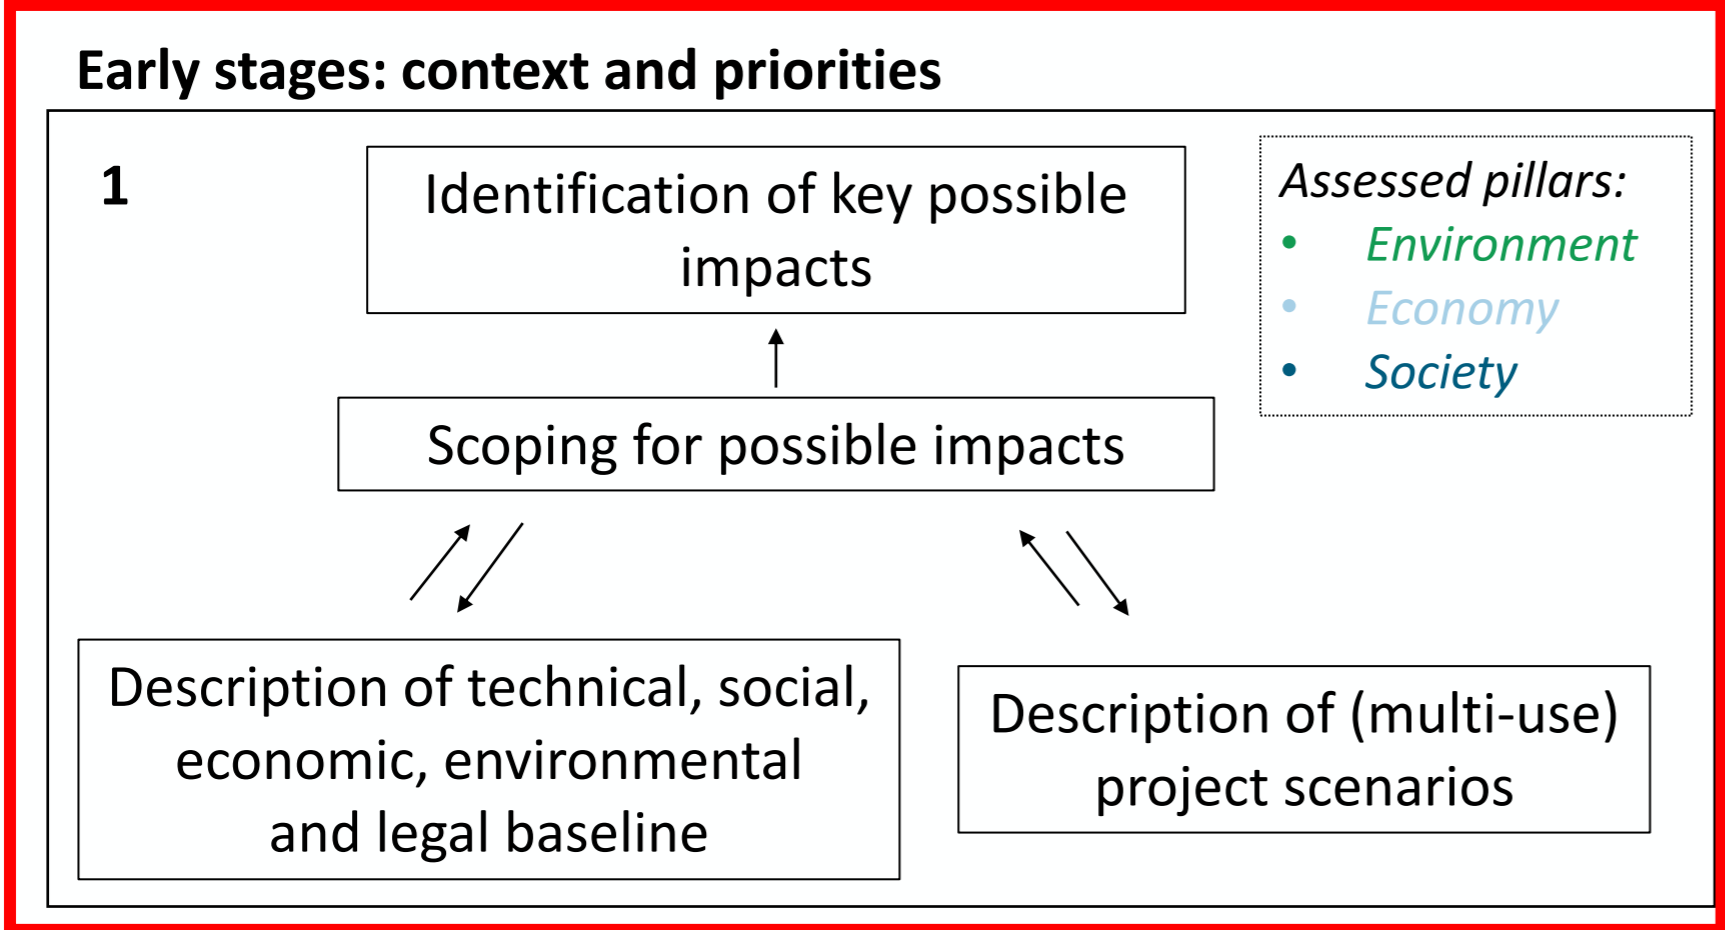 Early stages: context and priorities
1
Identification of key possible
impacts
Assessed pillars:
• Environment
• Economy
• Society
Scoping for possible impacts
Description of technical, social,
economic, environmental
and legal baseline
Description of (multi-use)
project scenarios